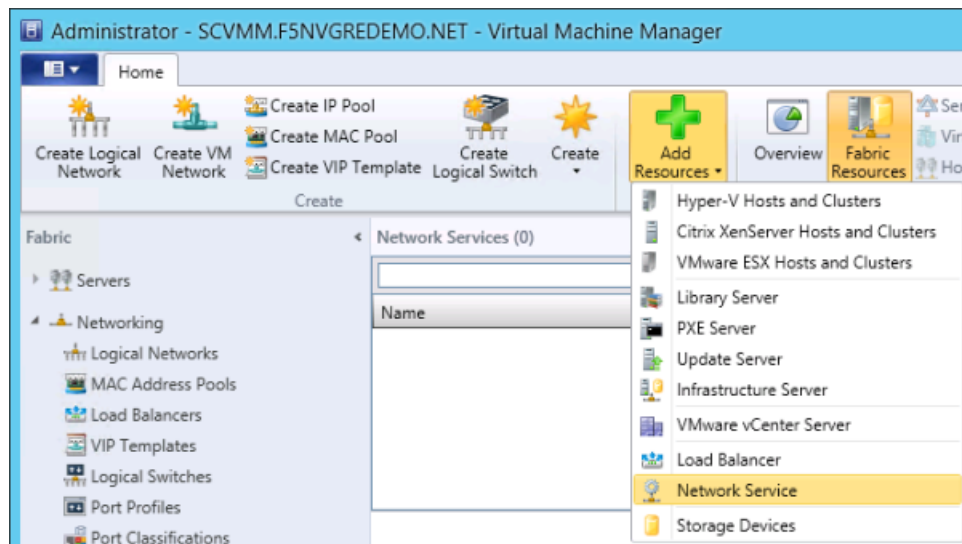 Administrator - SCVMM.F5NVGREDEMO.NET - Virtual Machine Manager
Home
Create Logical Network
Create VM Network
Create IP Pool
Create MAC Pool
Create VIP Template
Create Logical Switch
Create
Add Resources
Overview
Fabric Resources
Create
Fabric
Servers
Networking
Logical Networks
MAC Address Pools
Load Balancers
VIP Templates
Logical Switches
Port Profiles
Port Classifications
Network Services (0)
Name
Hyper-V Hosts and Clusters
Citrix XenServer Hosts and Clusters
VMware ESX Hosts and Clusters
Library Server
PXE Server
Update Server
Infrastructure Server
VMware vCenter Server
Load Balancer
Network Service
Storage Devices